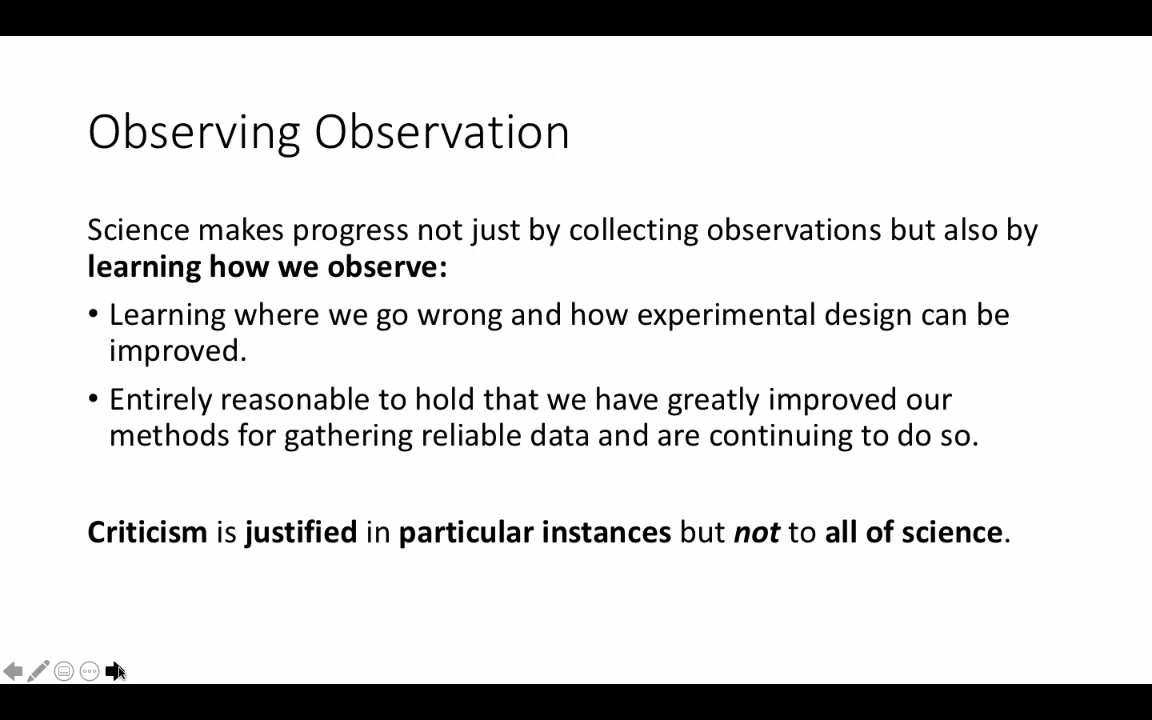 Observing Observation
Science makes progress not just by collecting observations but also by
learning how we observe:
• Learning where we go wrong and how experimental design can be
improved.
• Entirely reasonable to hold that we have greatly improved our
methods for gathering reliable data and are continuing to do so.
Criticism is justified in particular instances but not to all of science.